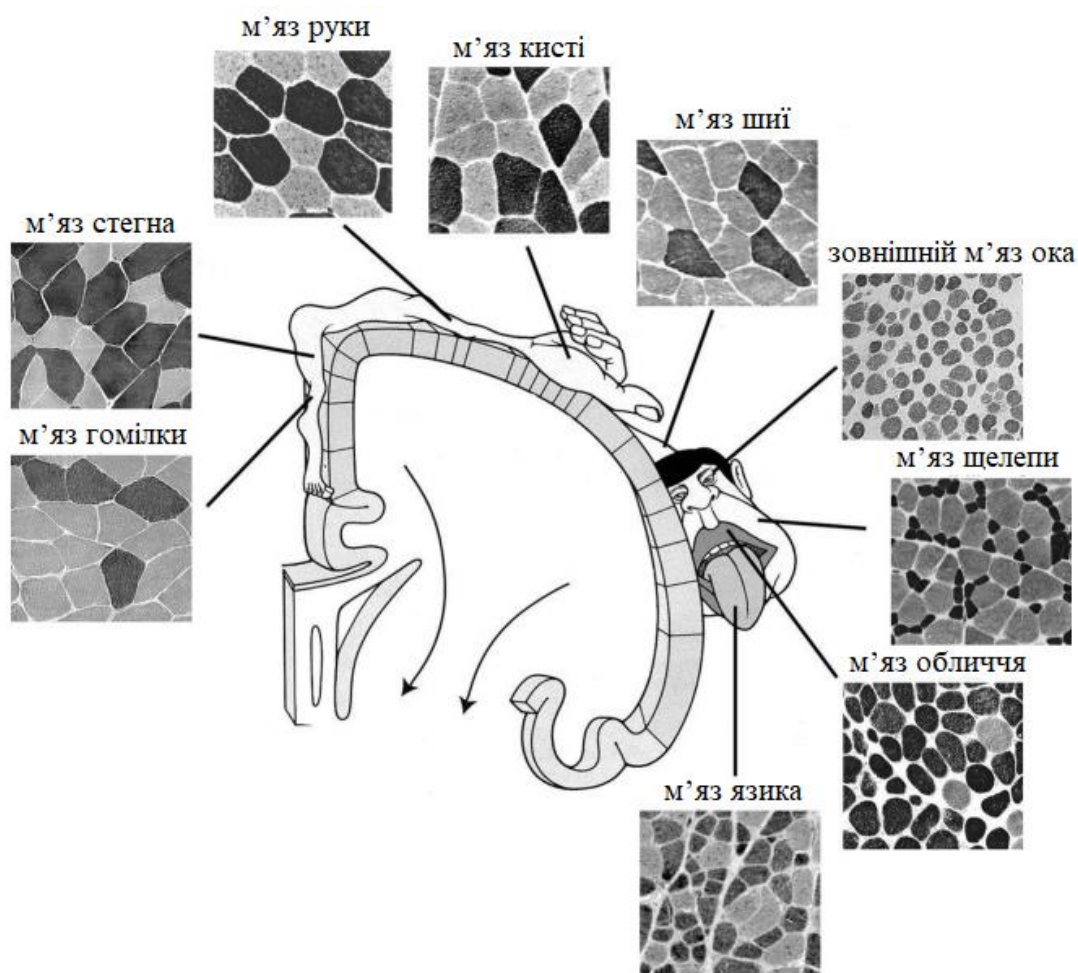 м’яз руки
м’яз кисті
м’яз шиї
м’яз стегна
зовнішній м’яз ока
м’яз гомілки
м’яз щелепи
м’яз обличчя
м’яз язика